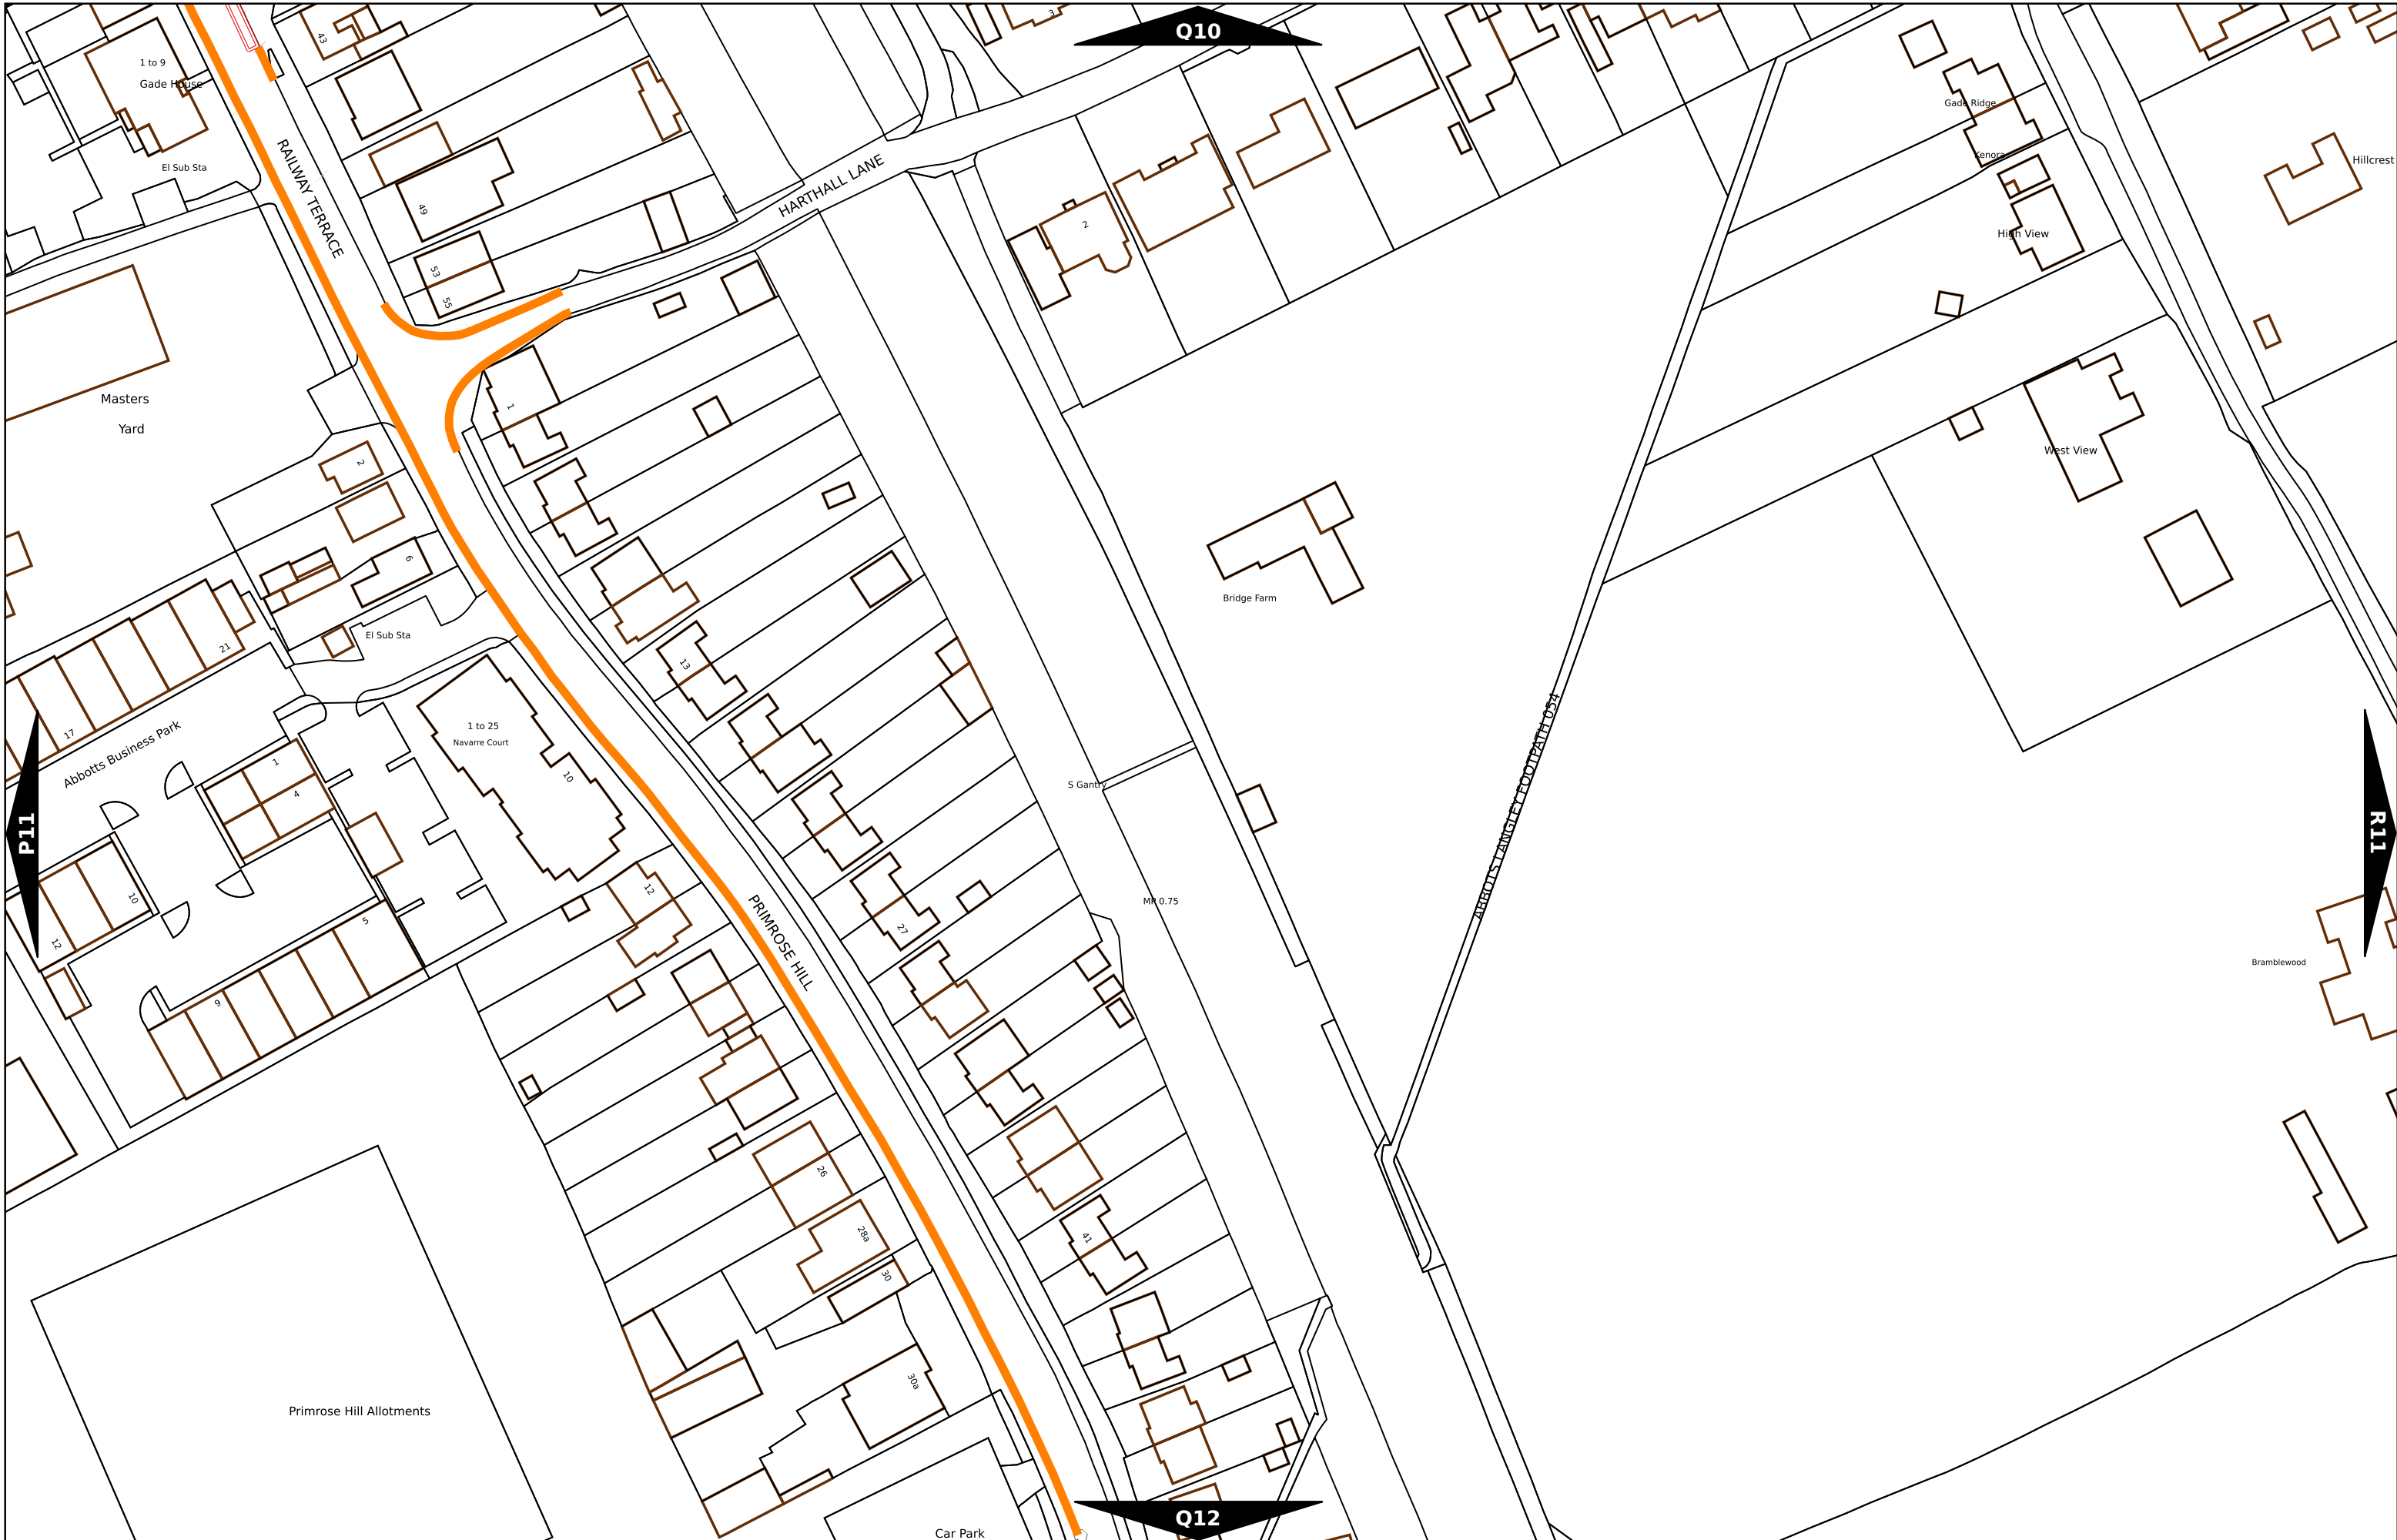 Q10
3
43
1 to 9
Gade House
El Sub Sta
RAILWAY TERRACE
49
53
55
HARTHALL LANE
2
Gade Ridge
Kenora
High View
Hillcrest
Masters
Yard
1
2
6
West View
Bridge Farm
El Sub Sta
21
17
13
Abbotts Business Park
1 to 25
Navarre Court
10
1
4
S Gantry
ABBOTS LANGLEY FOOTPATH 054
P11
R11
10
12
12
5
9
PRIMROSE HILL
27
MP 0.75
Bramblewood
26
28a
30
41
30a
Primrose Hill Allotments
Car Park
Q12